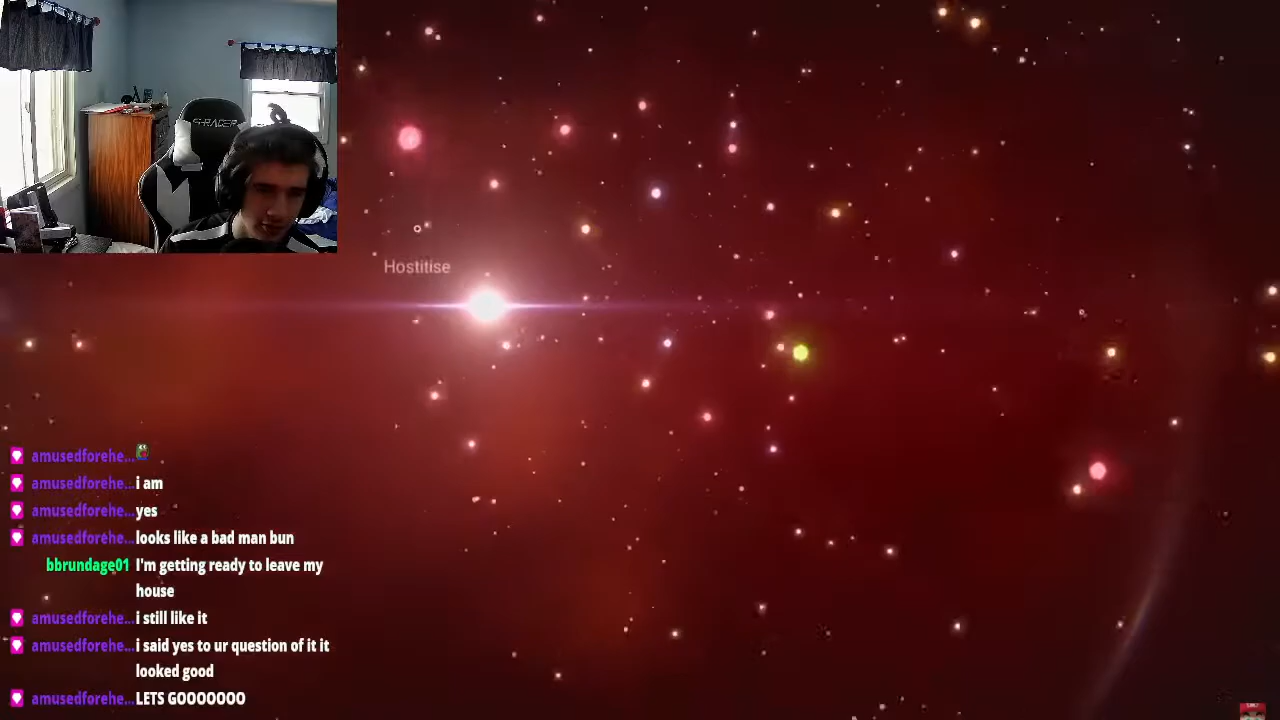 Hostitise
amusedforehe...
amusedforehe... i am
amusedforehe... yes
amusedforehe... looks like a bad man bun
bbrundage01 I'm getting ready to leave my
house
amusedforehe... i still like it
amusedforehe... i said yes to ur question of it it
looked good
amusedforehe... LETS GOOOOOOO